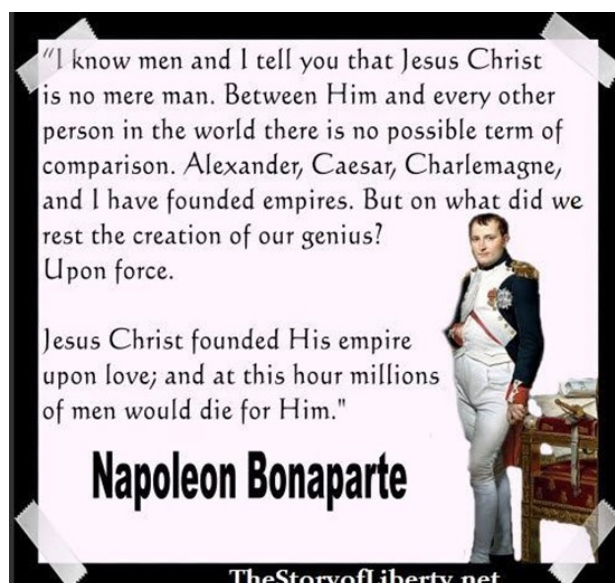 “I know men and I tell you that Jesus Christ
is no mere man. Between Him and every other
person in the world there is no possible term of
comparison. Alexander, Caesar, Charlemagne,
and I have founded empires. But on what did we
rest the creation of our genius?
Upon force.
Jesus Christ founded His empire
upon love; and at this hour millions
of men would die for Him."
Napoleon Bonaparte
TheStoryofLiberty.net